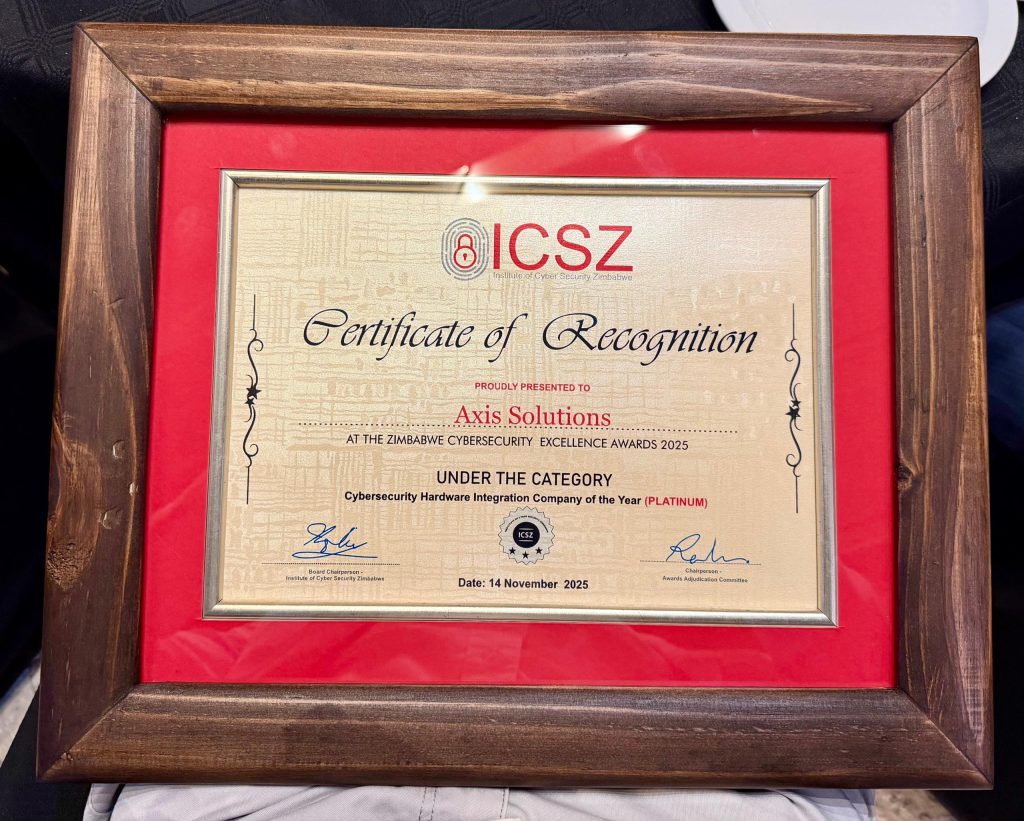 ICSZ
Institute of Cyber Security Zimbabwe
Certificate of Recognition
PROUDLY PRESENTED TO
Axis Solutions
AT THE ZIMBABWE CYBERSECURITY EXCELLENCE AWARDS 2025
UNDER THE CATEGORY
Cybersecurity Hardware Integration Company of the Year (PLATINUM)
ICSZ
Board Chairperson -
Institute of Cyber Security Zimbabwe
Chairperson -
Awards Adjudication Committee
Date: 14 November 2025